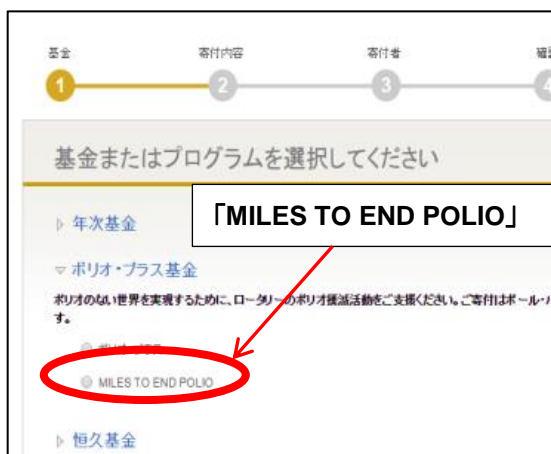 基金 寄付内容 寄付者
1 2 3 4
基金またはプログラムを選択してください
「MILES TO END POLIO」
年次基金
ポリオ・プラス基金
ポリオのない世界を実現するために、ロータリーのポリオ撲滅活動をご支援ください。ご寄付はポール・
す。
MILES TO END POLIO
恒久基金